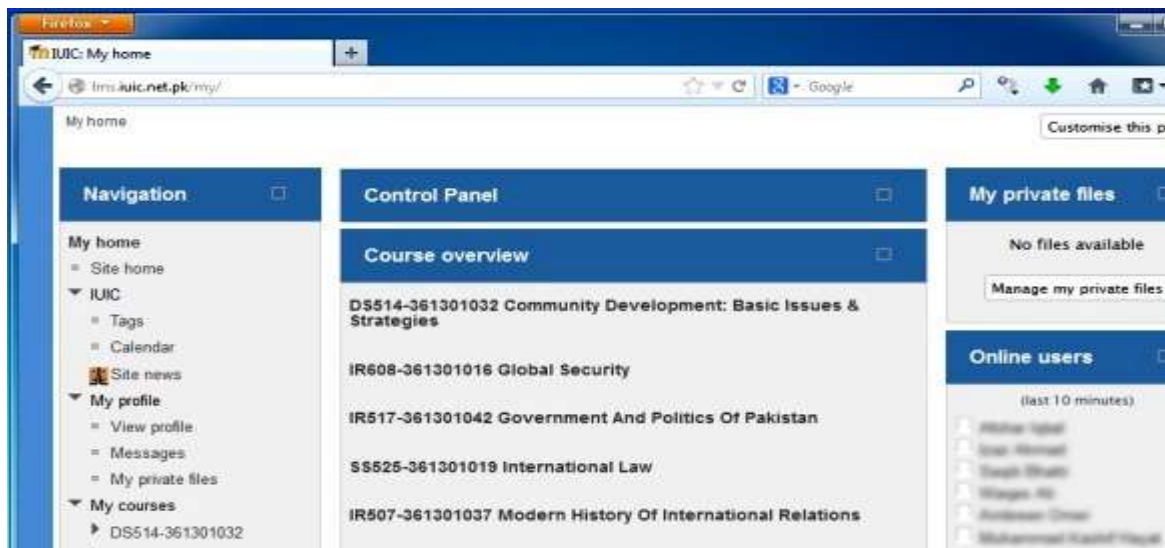 Firefox
IUIC: My home
lms.iuic.net.pk/my/
Google
My home
Customise this p
Navigation
My home
Site home
IUIC
Tags
Calendar
Site news
My profile
View profile
Messages
My private files
My courses
DS514-361301032
Control Panel
Course overview
DS514-361301032 Community Development: Basic Issues &
Strategies
IR608-361301016 Global Security
IR517-361301042 Government And Politics Of Pakistan
SS525-361301019 International Law
IR507-361301037 Modern History Of International Relations
My private files
No files available
Manage my private files
Online users
(last 10 minutes)